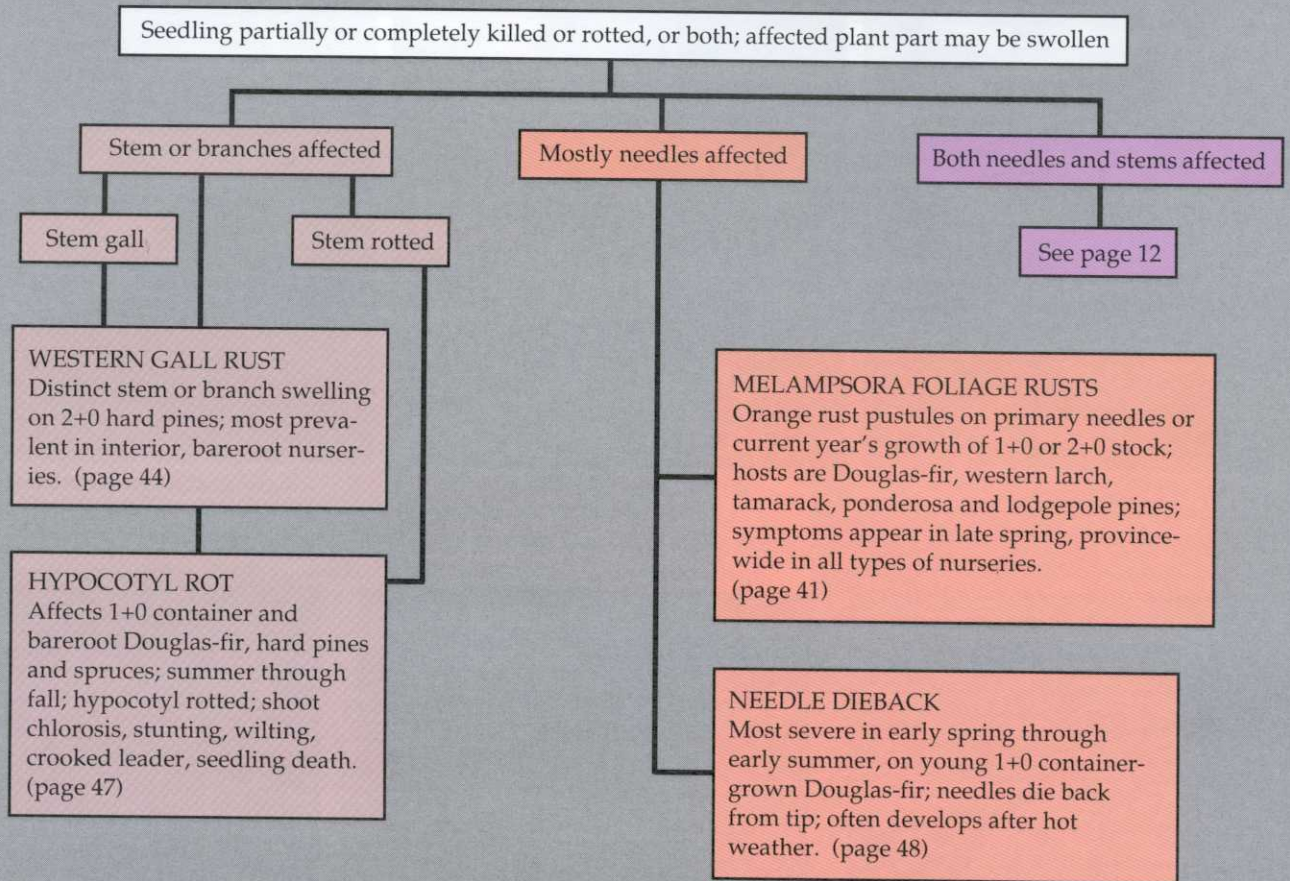 Seedling partially or completely killed or rotted, or both; affected plant part may be swollen
Stem or branches affected
Mostly needles affected
Both needles and stems affected
Stem gall
Stem rotted
See page 12
WESTERN GALL RUST
Distinct stem or branch swelling
on 2+0 hard pines; most preva-
lent in interior, bareroot nurser-
ies. (page 44)
HYPOCOTYL ROT
Affects 1+0 container and
bareroot Douglas-fir, hard pines
and spruces; summer through
fall; hypocotyl rotted; shoot
chlorosis, stunting, wilting,
crooked leader, seedling death.
(page 47)
MELAMPSORA FOLIAGE RUSTS
Orange rust pustules on primary needles or
current year's growth of 1+0 or 2+0 stock;
hosts are Douglas-fir, western larch,
tamarack, ponderosa and lodgepole pines;
symptoms appear in late spring, province-
wide in all types of nurseries.
(page 41)
NEEDLE DIEBACK
Most severe in early spring through
early summer, on young 1+0 container-
grown Douglas-fir; needles die back
from tip; often develops after hot
weather. (page 48)